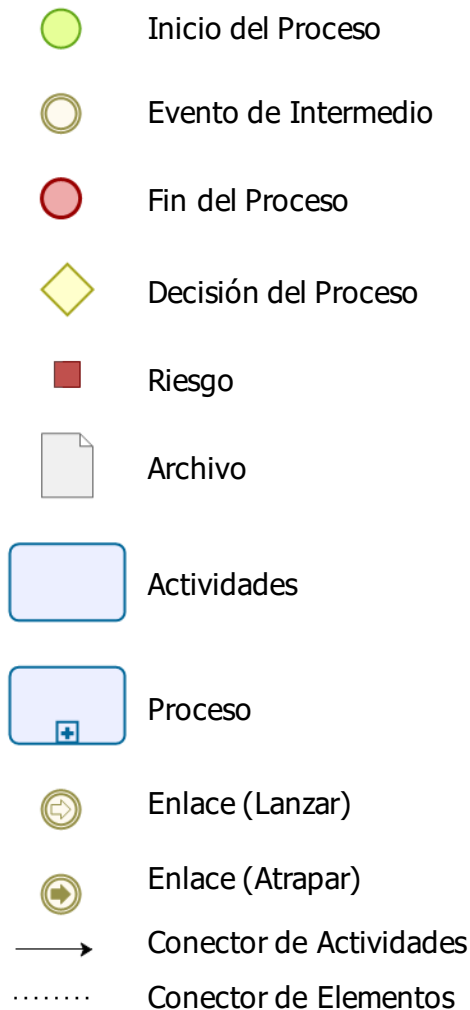 Inicio del Proceso
Evento de Intermedio
Fin del Proceso
Decisión del Proceso
Riesgo
Archivo
Actividades
Proceso
Enlace (Lanzar)
Enlace (Atrapar)
Conector de Actividades
Conector de Elementos